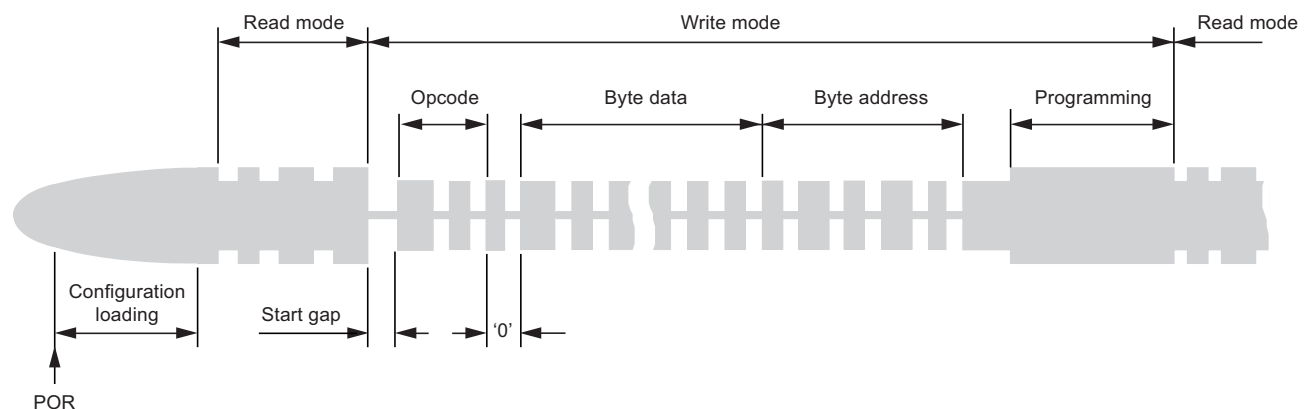 Read mode
Write mode
Read mode
Opcode
Byte data
Byte address
Programming
Configuration
loading
Start gap
‘0’
POR